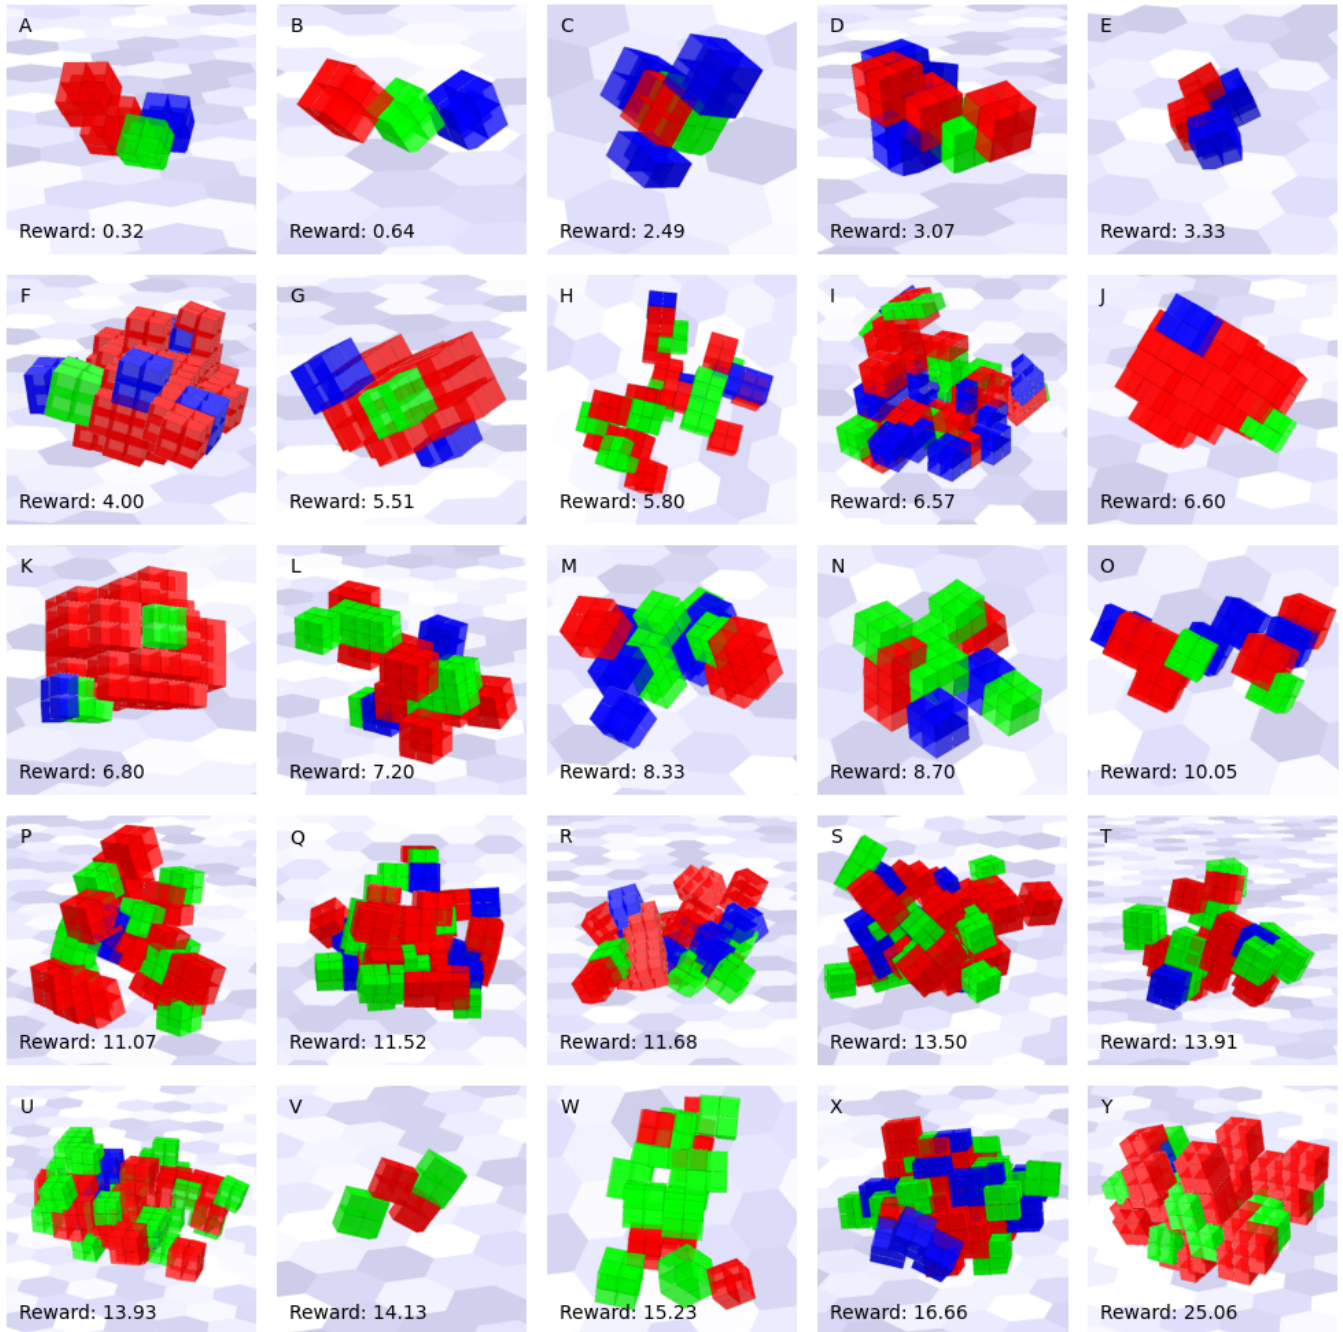 A
B
C
D
E
Reward: 0.32
Reward: 0.64
Reward: 2.49
Reward: 3.07
Reward: 3.33
F
G
H
I
J
Reward: 4.00
Reward: 5.51
Reward: 5.80
Reward: 6.57
Reward: 6.60
K
L
M
N
O
Reward: 6.80
Reward: 7.20
Reward: 8.33
Reward: 8.70
Reward: 10.05
P
Q
R
S
T
Reward: 11.07
Reward: 11.52
Reward: 11.68
Reward: 13.50
Reward: 13.91
U
V
W
X
Y
Reward: 13.93
Reward: 14.13
Reward: 15.23
Reward: 16.66
Reward: 25.06